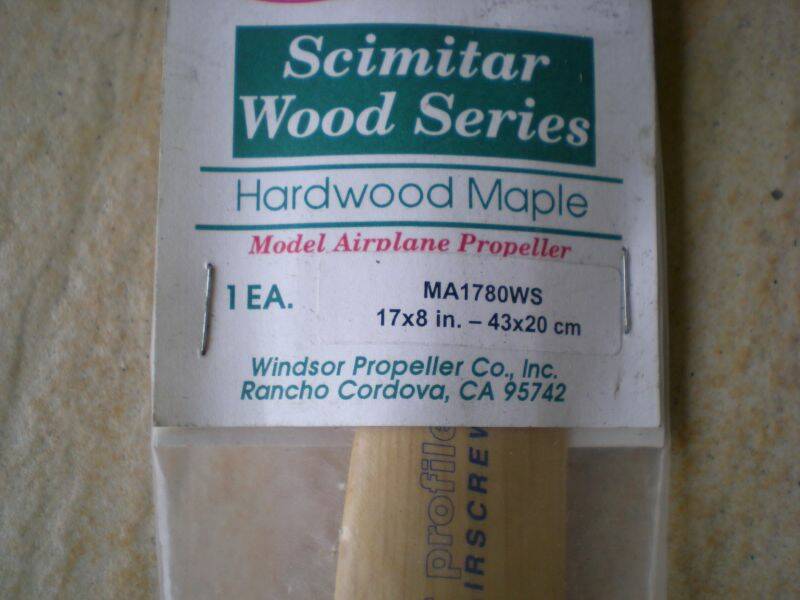 Scimitar
Wood Series
Hardwood Maple
Model Airplane Propeller
1 EA.
MA1780WS
17x8 in. – 43x20 cm
Windsor Propeller Co., Inc.
Rancho Cordova, CA 95742
profile